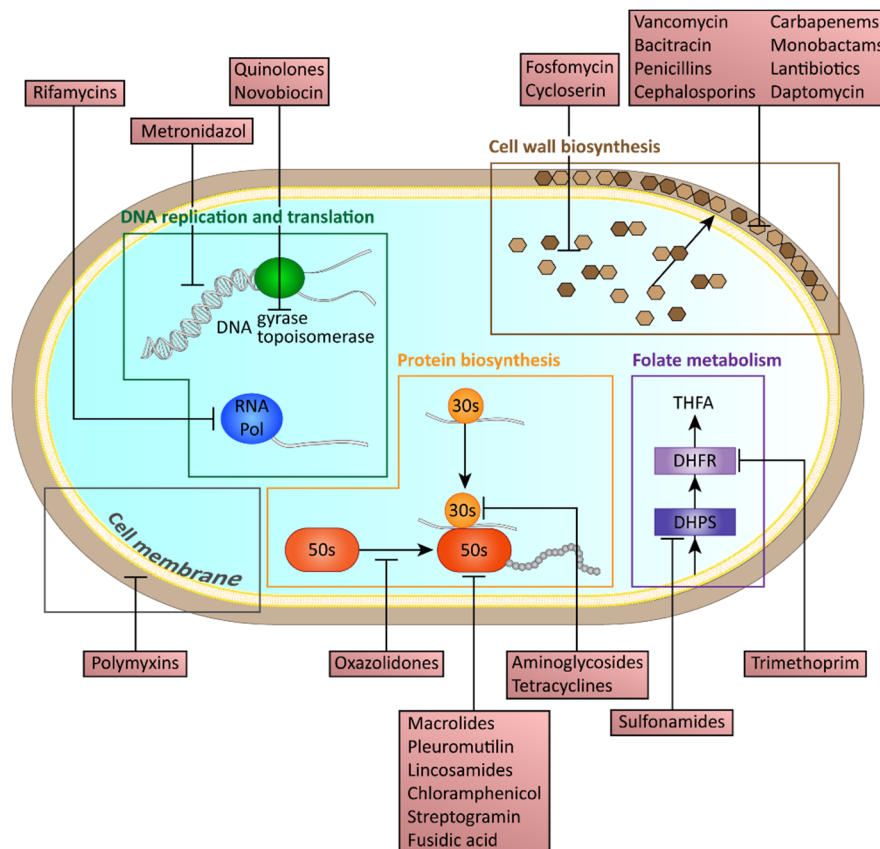 Vancomycin
Bacitracin
Penicillins
Cephalosporins
Carbapenems
Monobactams
Lantibiotics
Daptomycin
Quinolones
Novobiocin
Fosfomycin
Cycloserin
Rifamycins
Metronidazol
Cell wall biosynthesis
DNA replication and translation
DNA gyrase
topoisomerase
Protein biosynthesis
Folate metabolism
30s
THFA
RNA
Pol
DHFR
30s
DHPS
50s
50s
Cell membrane
Polymyxins
Oxazolidones
Aminoglycosides
Tetracyclines
Trimethoprim
Sulfonamides
Macrolides
Pleuromutilin
Lincosamides
Chloramphenicol
Streptogramin
Fusidic acid